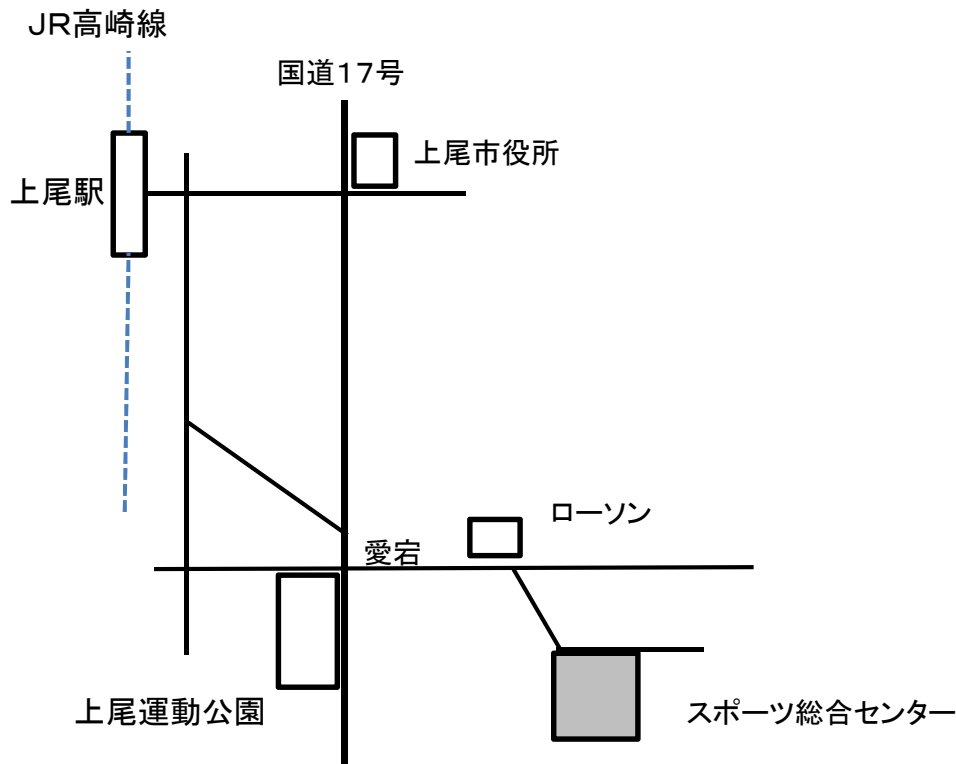 ＪＲ高崎線
国道１７号
上尾市役所
上尾駅
ローソン
愛宕
上尾運動公園
スポーツ総合センター